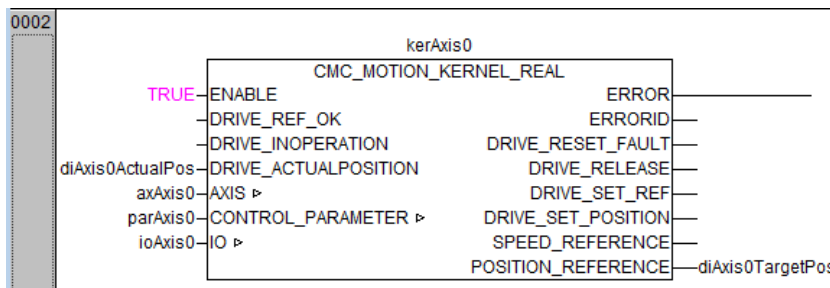 0002
kerAxis0
CMC_MOTION_KERNEL_REAL
TRUE ENABLE ERROR
DRIVE_REF_OK ERRORID
DRIVE_INOPERATION DRIVE_RESET_FAULT
diAxis0ActualPos DRIVE_ACTUALPOSITION DRIVE_RELEASE
axAxis0 AXIS ▹ DRIVE_SET_REF
parAxis0 CONTROL_PARAMETER ▹ DRIVE_SET_POSITION
ioAxis0 IO ▹ SPEED_REFERENCE
POSITION_REFERENCE diAxis0TargetPos